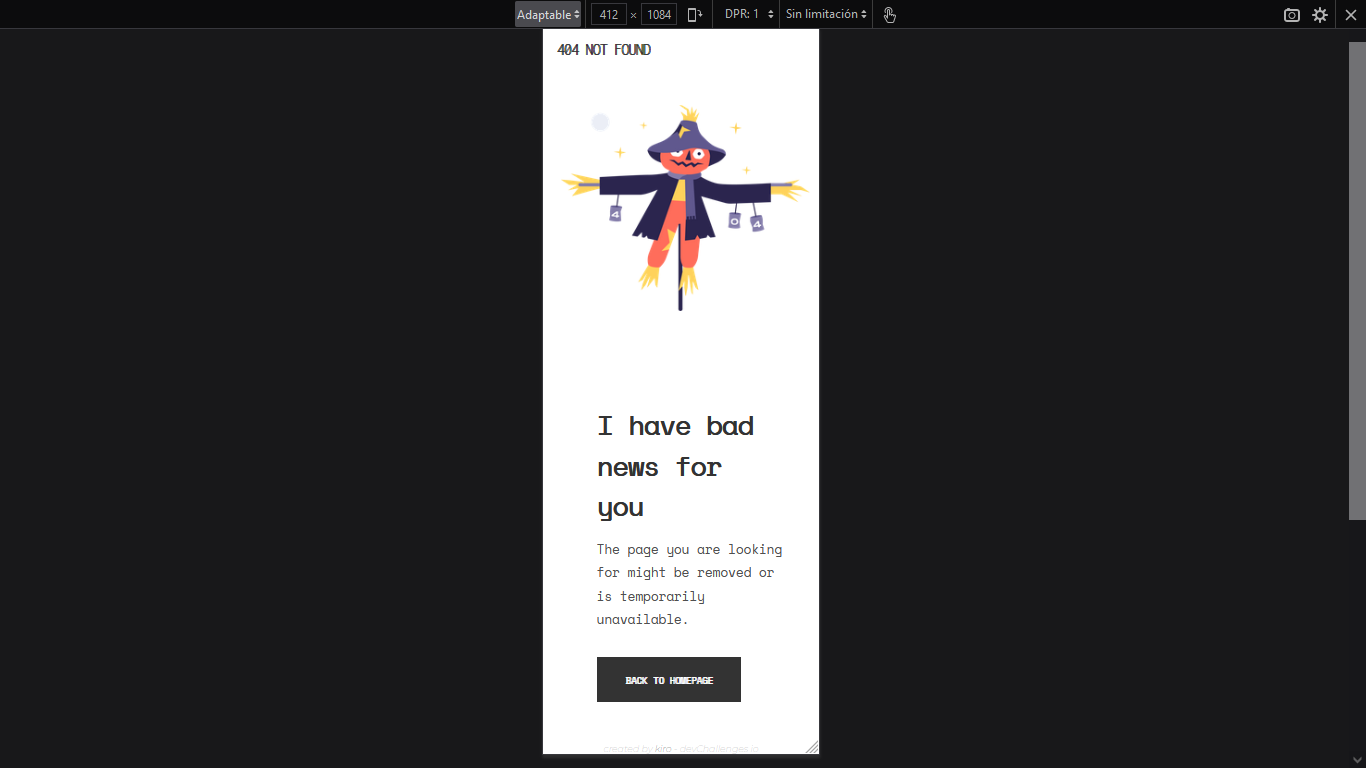 Adaptable 412 × 1084 DPR: 1 Sin limitación
404 NOT FOUND
4 0 4
I have bad
news for
you
The page you are looking
for might be removed or
is temporarily
unavailable.
BACK TO HOMEPAGE
created by kiro - devChallenges.io